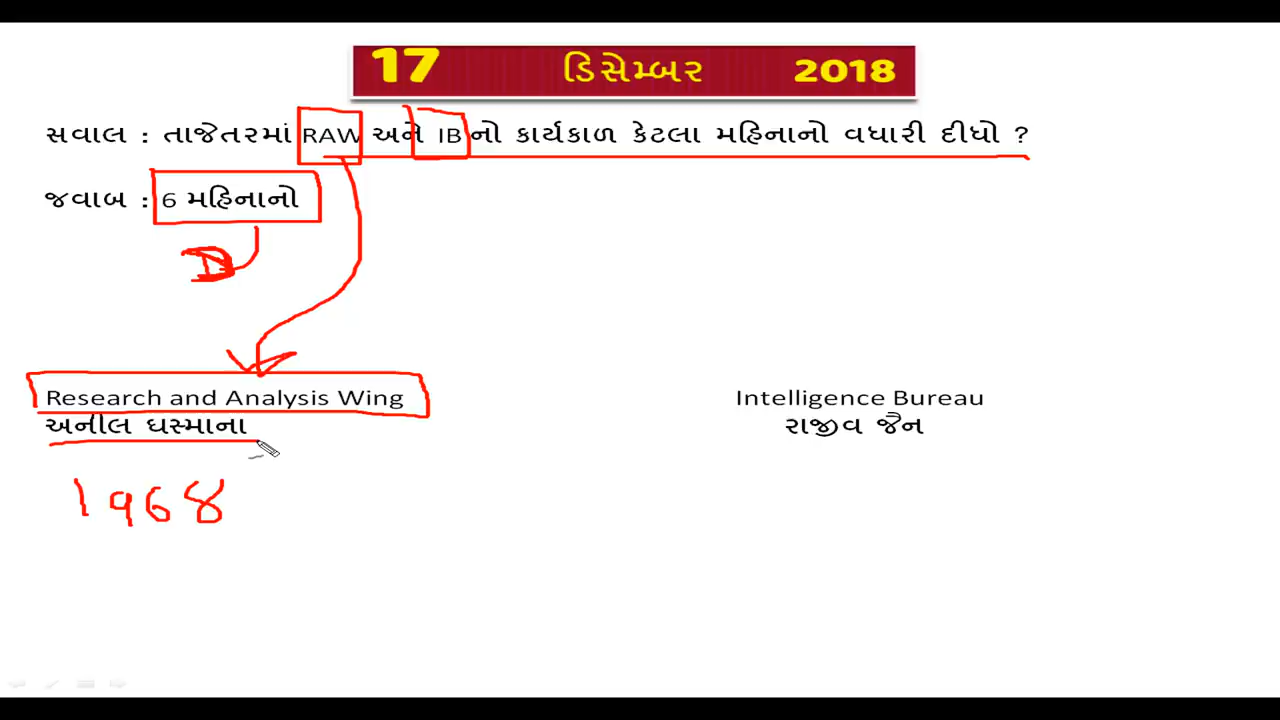 17 ડિસેમ્બર 2018
સવાલ : તાજેતરમાં RAW અને IB નો કાર્યકાળ કેટલા મહિનાનો વધારી દીધો ?
જવાબ : 6 મહિનાનો
D
Research and Analysis Wing
અનીલ ઘસ્માના
Intelligence Bureau
રાજીવ જૈન
1968